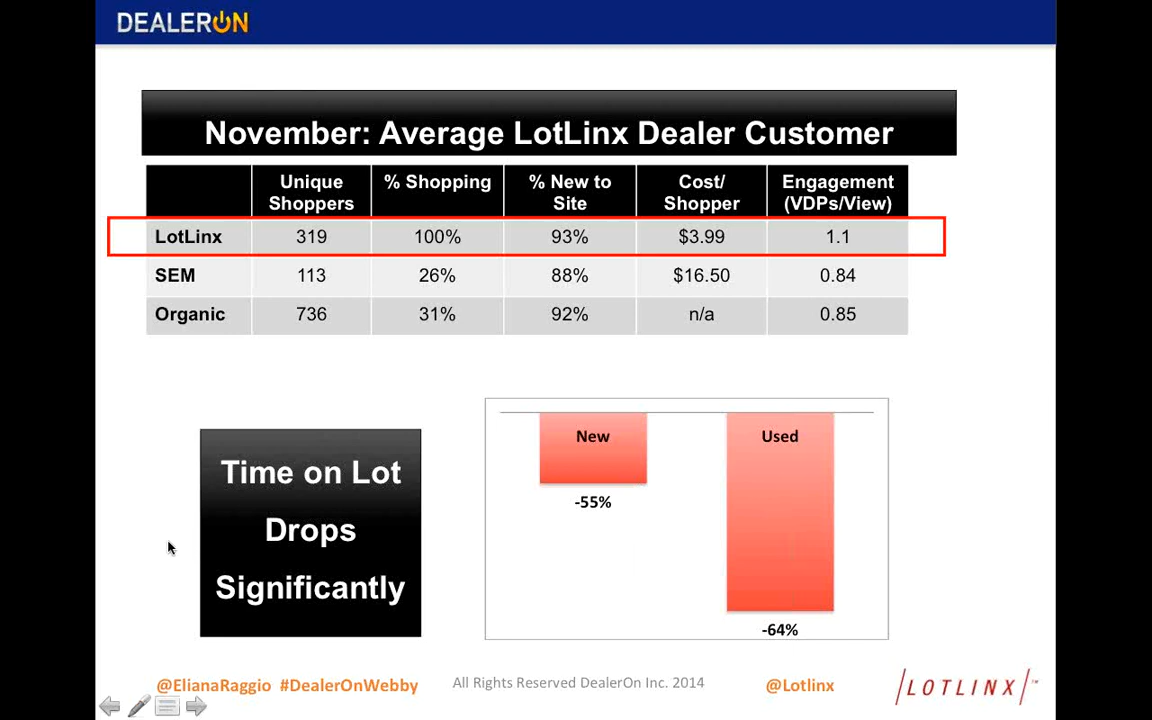 DEALERON
November: Average LotLinx Dealer Customer
Unique Shoppers % Shopping % New to Site Cost/ Shopper Engagement (VDPs/View)
LotLinx 319 100% 93% $3.99 1.1
SEM 113 26% 88% $16.50 0.84
Organic 736 31% 92% n/a 0.85
Time on Lot
Drops
Significantly
New Used
-55%
-64%
@ElianaRaggio #DealerOnWebby All Rights Reserved DealerOn Inc. 2014 @Lotlinx LOTLINX™